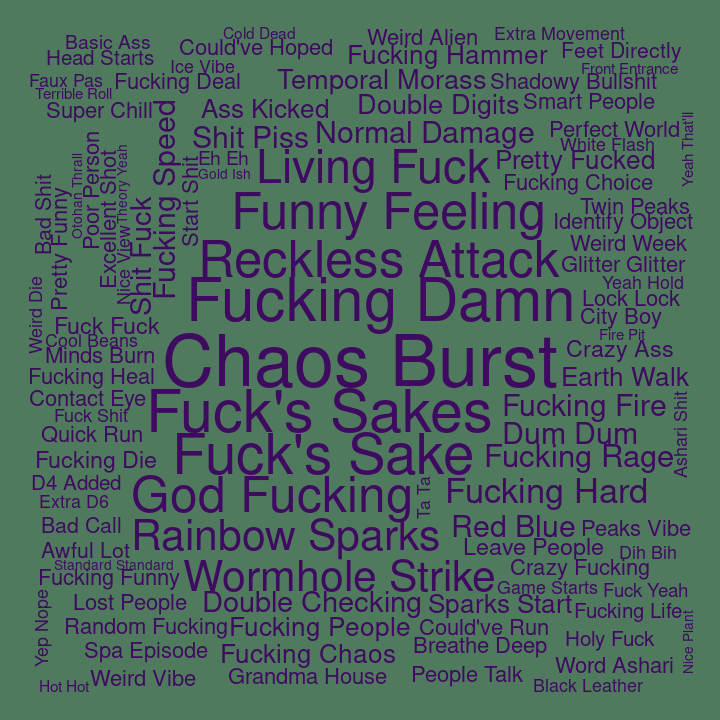 Cold Dead
Basic Ass
Could've Hoped
Weird Alien
Extra Movement
Head Starts
Ice Vibe
Fucking Hammer
Feet Directly
Front Entrance
Faux Pas
Fucking Deal
Temporal Morass
Shadowy Bullshit
Terrible Roll
Super Chill
Ass Kicked
Double Digits
Smart People
Shit Piss
Normal Damage
Perfect World
White Flash
Yeah That'll
Eh Eh
Living Fuck
Pretty Fucked
Gold Ish
Fucking Choice
Bad Shit
Pretty Funny
Otohan Thrall
Poor Person
Excellent Shot
Nice View
Theory Yeah
Shit Fuck
Fucking Speed
Start Shit
Funny Feeling
Twin Peaks
Identify Object
Reckless Attack
Weird Week
Glitter Glitter
Weird Die
Fucking Damn
Yeah Hold
Lock Lock
City Boy
Fuck Fuck
Cool Beans
Fire Pit
Minds Burn
Chaos Burst
Crazy Ass
Fucking Heal
Earth Walk
Contact Eye
Fuck's Sakes
Fucking Fire
Fuck Shit
Ashari Shit
Quick Run
Dum Dum
Fucking Die
Fuck's Sake
Fucking Rage
D4 Added
God Fucking
Ta Ta
Fucking Hard
Extra D6
Bad Call
Rainbow Sparks
Red Blue
Peaks Vibe
Awful Lot
Leave People
Dih Bih
Standard Standard
Fucking Funny
Wormhole Strike
Crazy Fucking
Game Starts
Fuck Yeah
Yep Nope
Lost People
Double Checking
Sparks Start
Fucking Life
Nice Plant
Random Fucking
Fucking People
Could've Run
Holy Fuck
Spa Episode
Fucking Chaos
Breathe Deep
Word Ashari
Hot Hot
Weird Vibe
Grandma House
People Talk
Black Leather